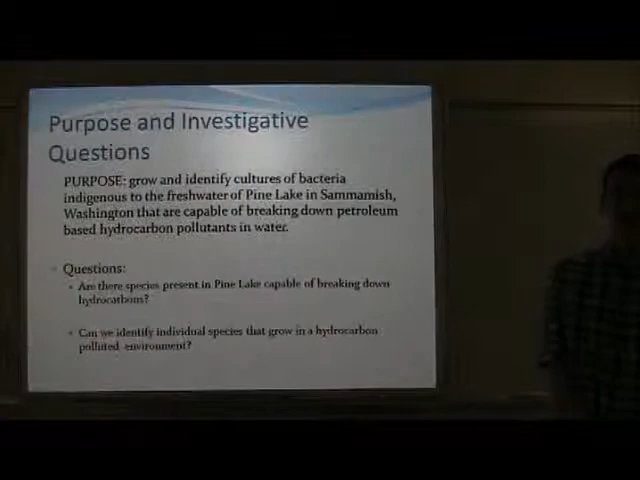 Purpose and Investigative
Questions
PURPOSE: grow and identify cultures of bacteria
indigenous to the freshwater of Pine Lake in Sammamish,
Washington that are capable of breaking down petroleum
based hydrocarbon pollutants in water.
Questions:
Are there species present in Pine Lake capable of breaking down
hydrocarbons?
Can we identify individual species that grow in a hydrocarbon
polluted environment?